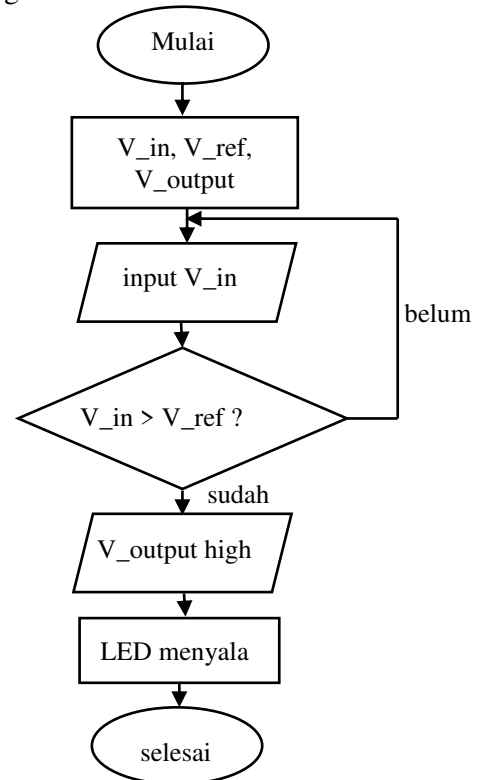 Mulai
V_in, V_ref,
V_output
input V_in
belum
V_in > V_ref ?
sudah
V_output high
LED menyala
selesai